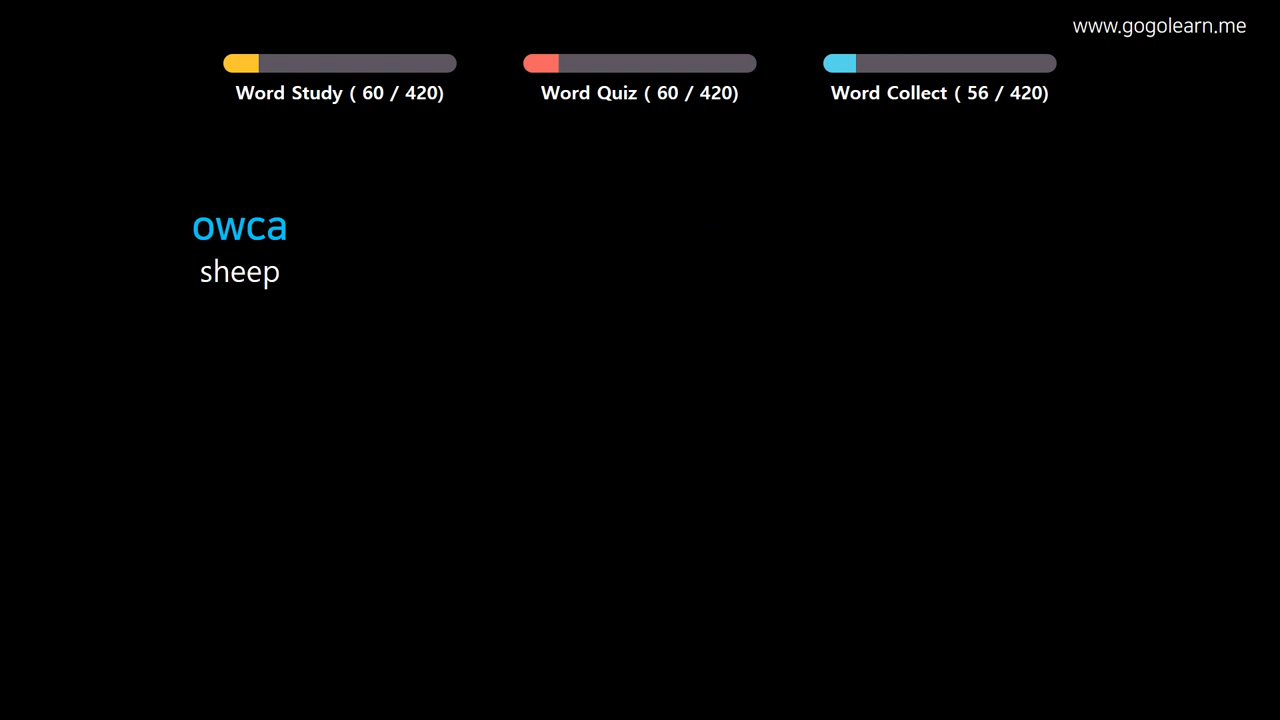 www.gogolearn.me
Word Study ( 60 / 420)
Word Quiz ( 60 / 420)
Word Collect ( 56 / 420)
owca
sheep